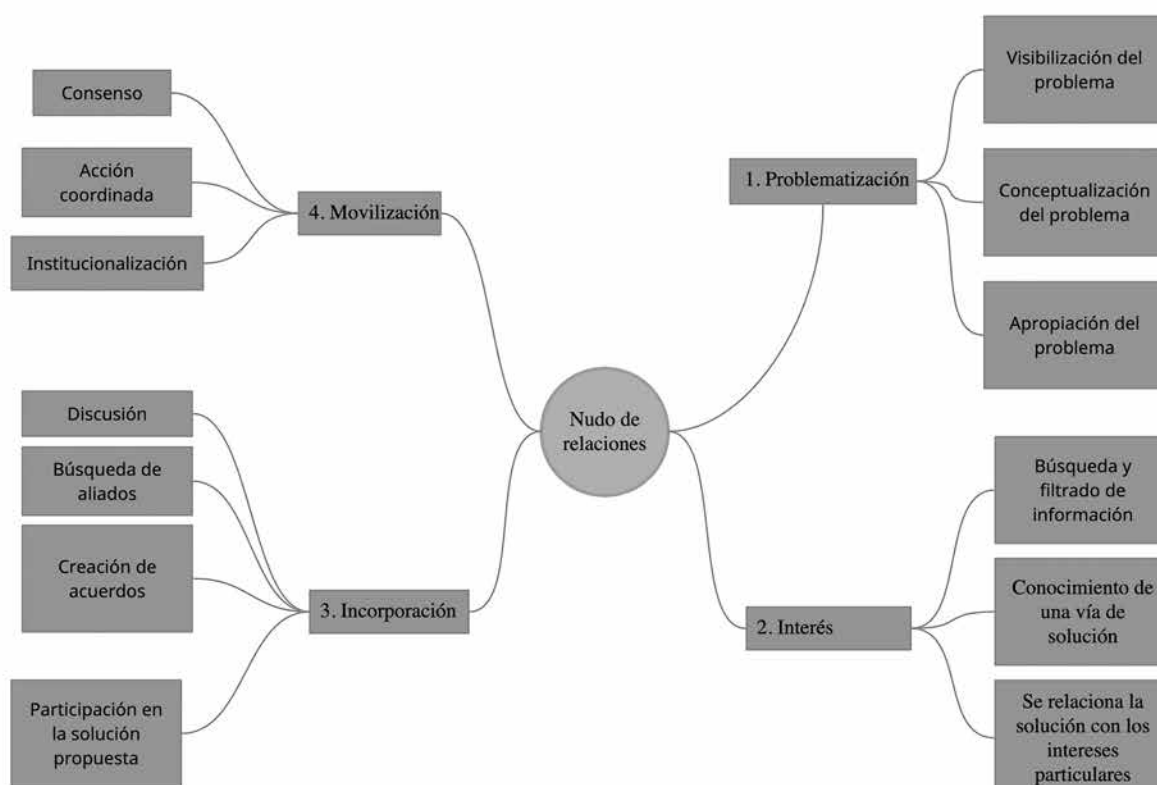 Nudo de
relaciones
1. Problematización
Visibilización del
problema
Conceptualización
del problema
Apropiación del
problema
2. Interés
Búsqueda y
filtrado de
información
Conocimiento de
una vía de
solución
Se relaciona la
solución con los
intereses
particulares
3. Incorporación
Discusión
Búsqueda de
aliados
Creación de
acuerdos
Participación en
la solución
propuesta
4. Movilización
Consenso
Acción
coordinada
Institucionalización